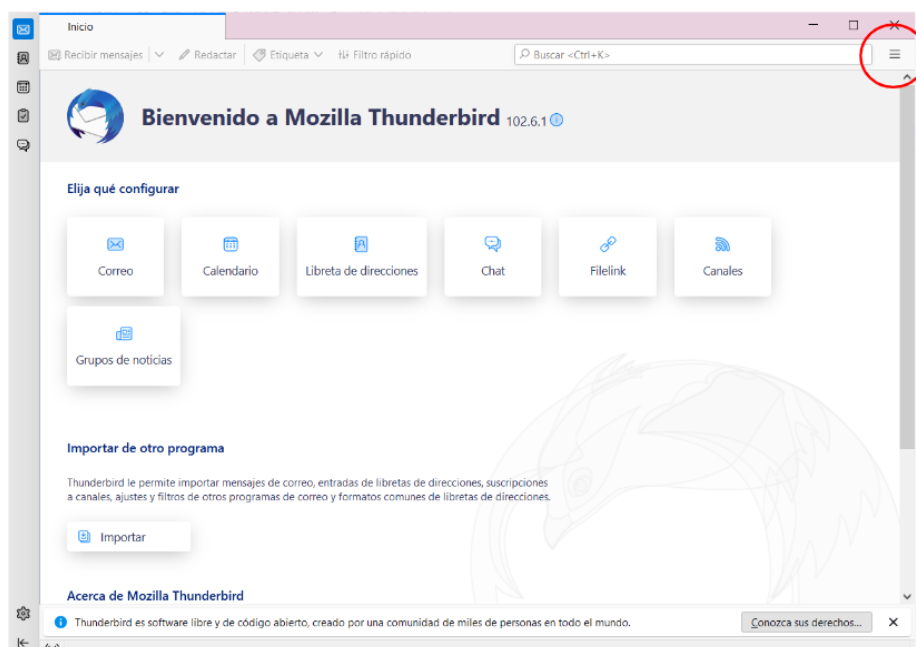 Inicio
Recibir mensajes
Redactar
Etiqueta
Filtro rápido
Buscar <Ctrl+K>
Bienvenido a Mozilla Thunderbird 102.6.1
Elija qué configurar
Correo
Calendario
Libreta de direcciones
Chat
Filelink
Canales
Grupos de noticias
Importar de otro programa
Thunderbird le permite importar mensajes de correo, entradas de libretas de direcciones, suscripciones
a canales, ajustes y filtros de otros programas de correo y formatos comunes de libretas de direcciones.
Importar
Acerca de Mozilla Thunderbird
Thunderbird es software libre y de código abierto, creado por una comunidad de miles de personas en todo el mundo.
Conozca sus derechos...